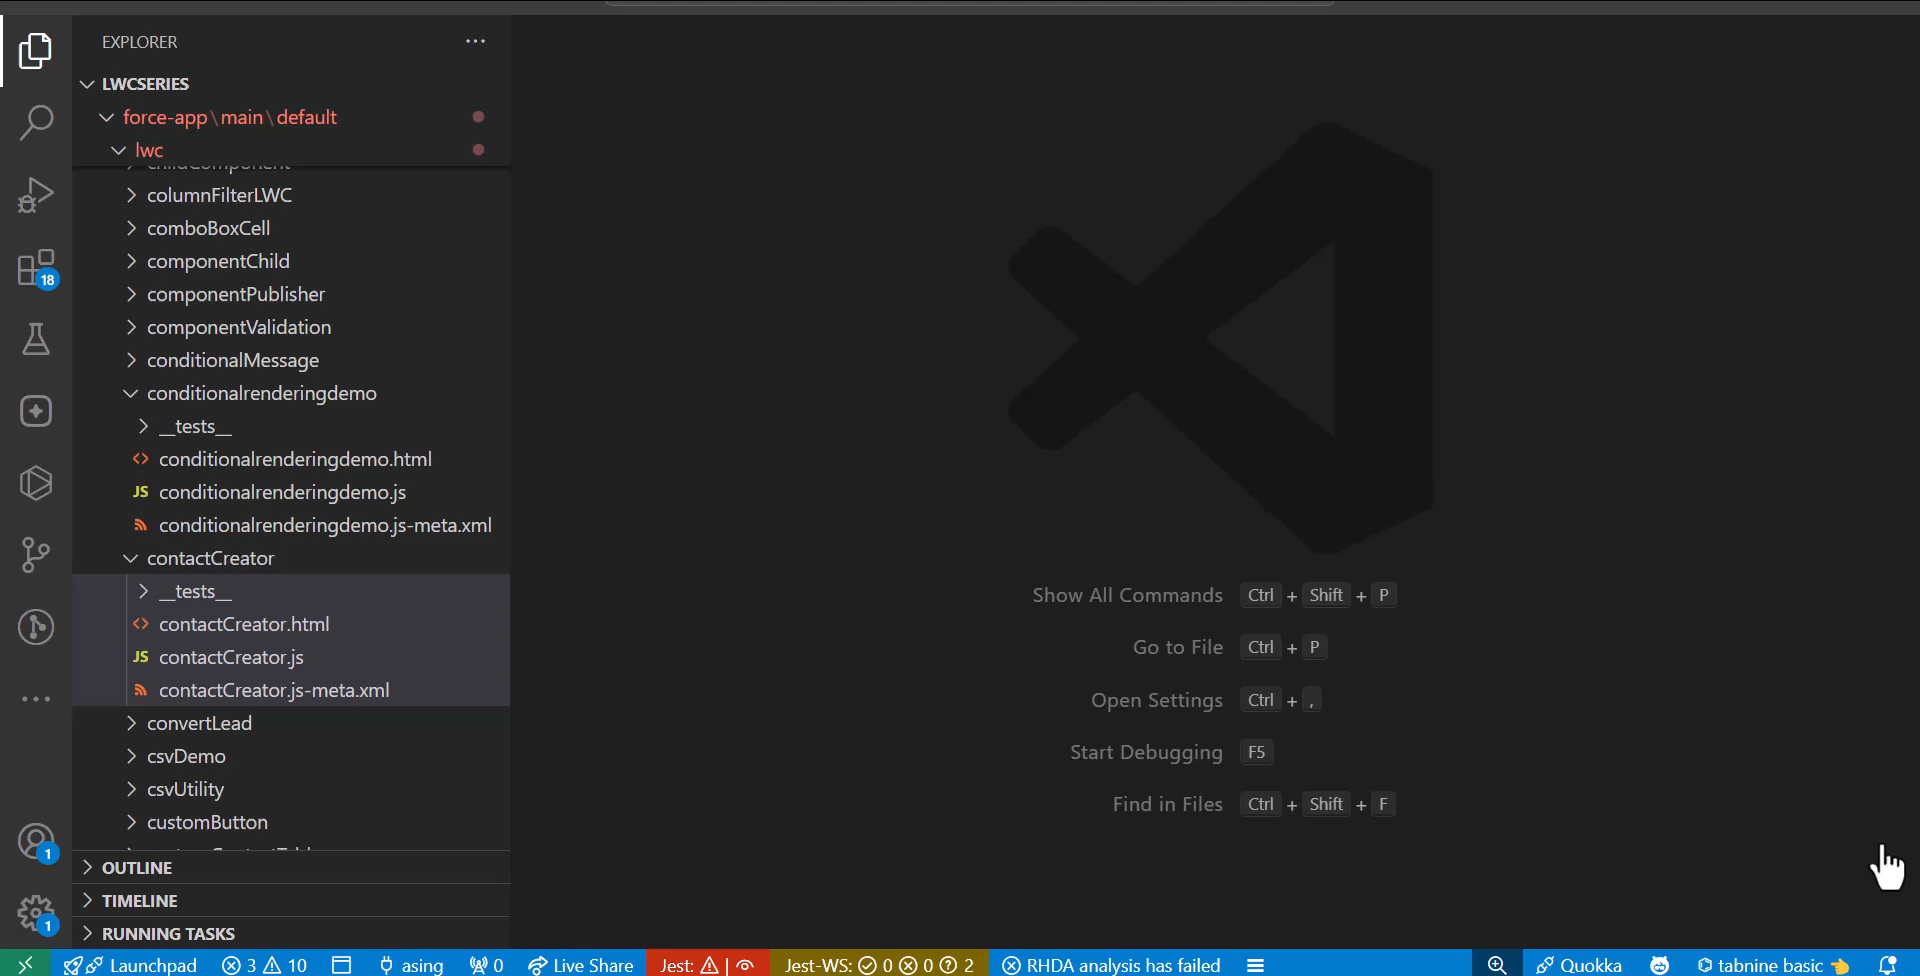 EXPLORER
LWCSERIES
force-app\main\default
lwc
childComponent
columnFilterLWC
comboBoxCell
componentChild
componentPublisher
componentValidation
conditionalMessage
conditionalrenderingdemo
__tests__
conditionalrenderingdemo.html
JS conditionalrenderingdemo.js
conditionalrenderingdemo.js-meta.xml
contactCreator
__tests__
contactCreator.html
JS contactCreator.js
contactCreator.js-meta.xml
convertLead
csvDemo
csvUtility
customButton
OUTLINE
TIMELINE
RUNNING TASKS
18
1
1
Show All Commands Ctrl + Shift + P
Go to File Ctrl + P
Open Settings Ctrl + ,
Start Debugging F5
Find in Files Ctrl + Shift + F
Launchpad 3 10 asing 0 Live Share Jest: | Jest-WS: 0 0 2 RHDA analysis has failed Quokka tabnine basic